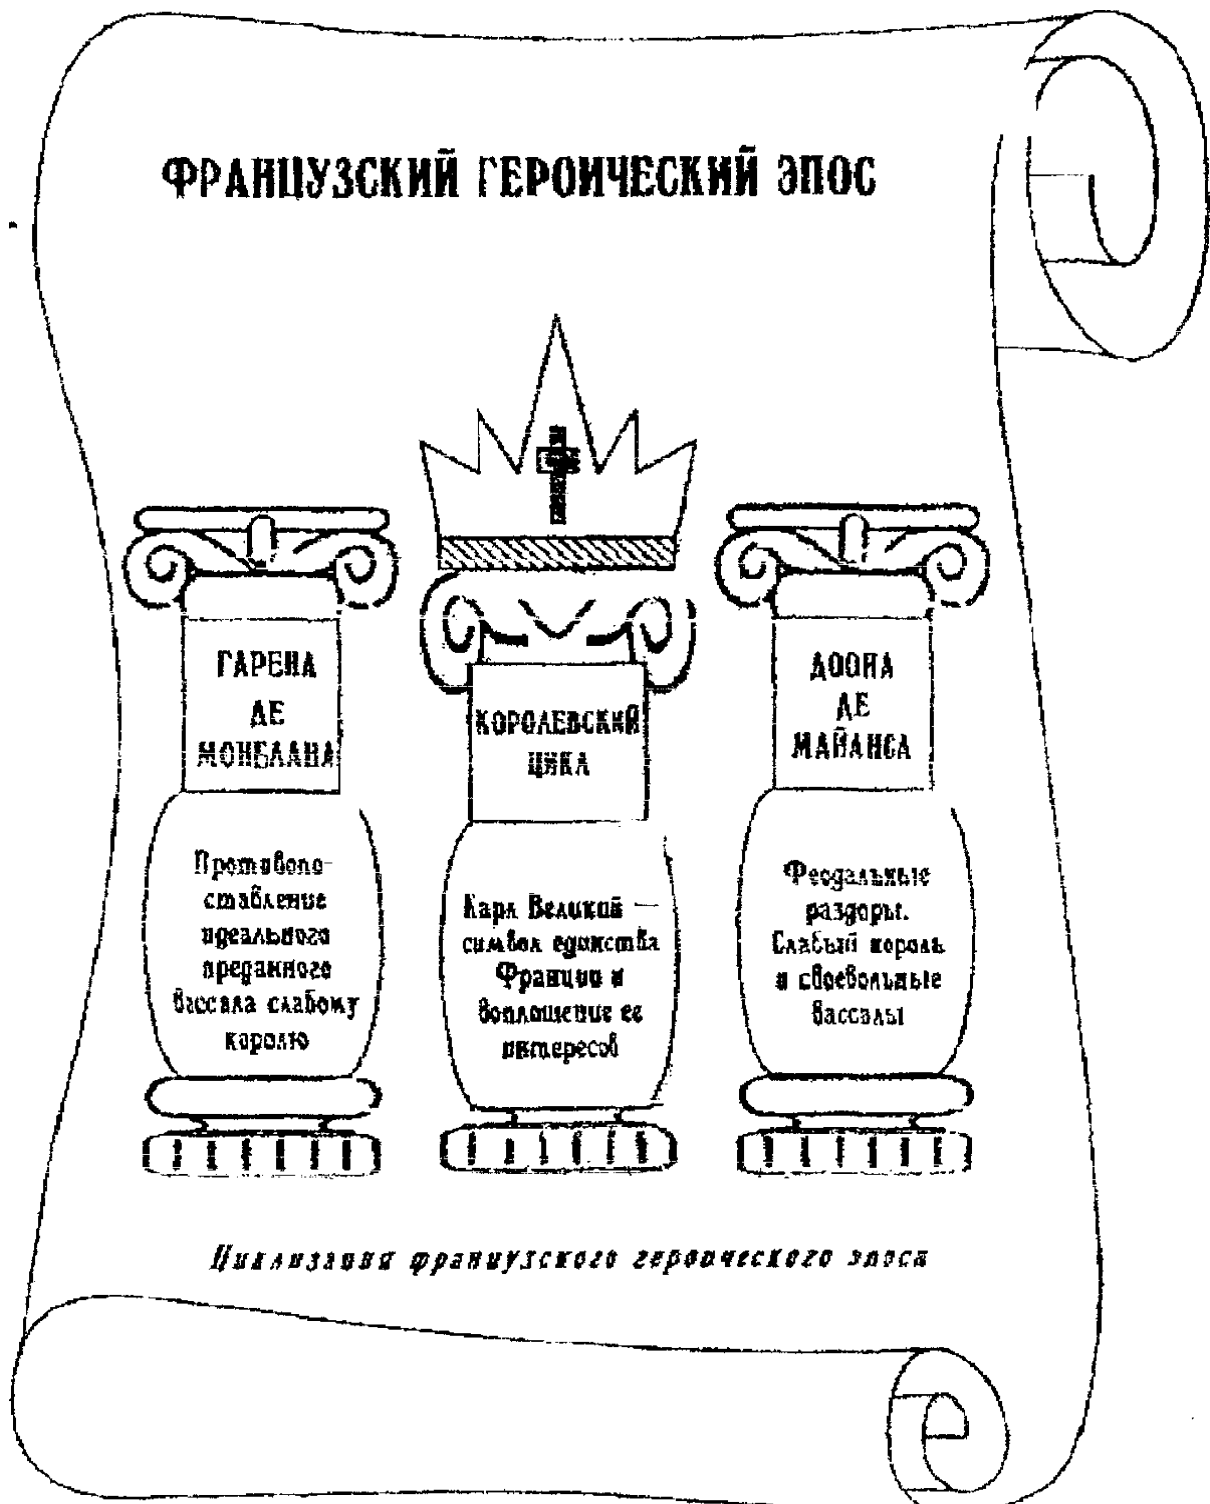 ФРАНЦУЗСКИЙ ГЕРОИЧЕСКИЙ ЭПОС
ГАРЕНА
ДЕ
МОНБЛАНА
Противопо-
ставление
идеального
преданного
вассала слабому
королю
КОРОЛЕВСКИЙ
ЦИКЛ
Карл Великий —
символ единства
Франции и
воплощение ее
интересов
ДООНА
ДЕ
МАЙАНСА
Феодальные
раздоры.
Слабый король
и своевольные
вассалы
Циклизация французского героического эпоса